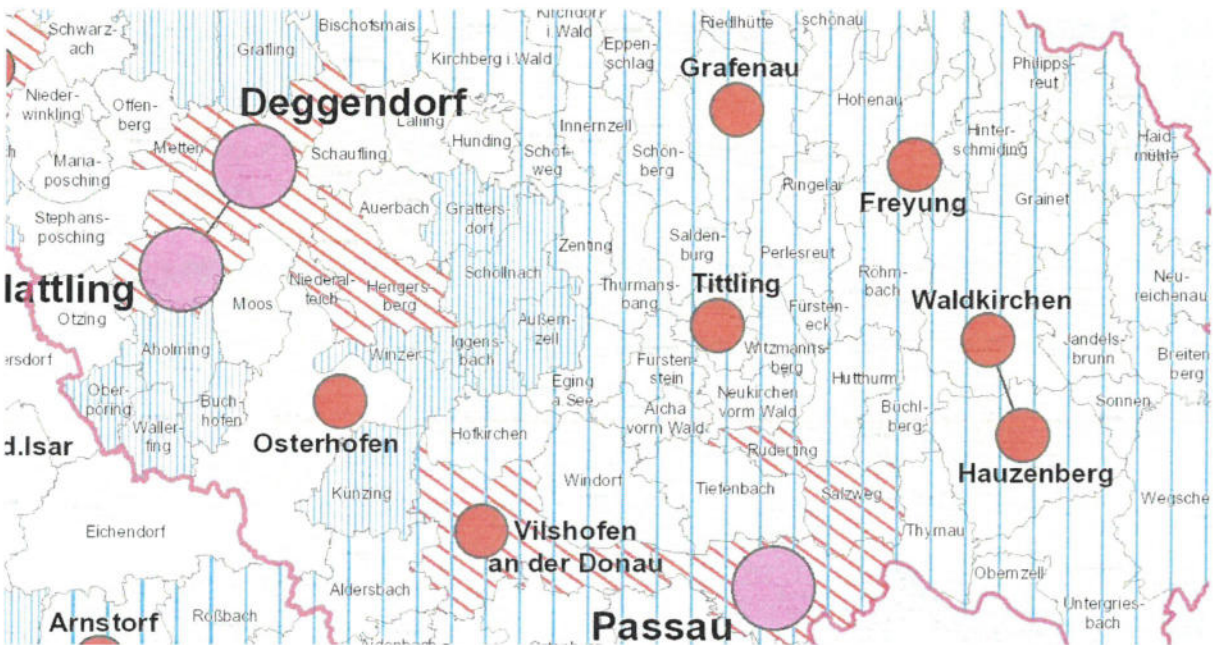 Schwarz-
ach
Grafling
Bischofsmais
Kirchberg i.Wald
Kirchdorf
i.Wald
Eppen-
schlag
Riedlhütte
schönau
Philipps-
reut
Grafenau
Nieder-
winkling
Offen-
berg
Deggendorf
Lalling
Hunding
Innernzell
Hohenau
Hinter-
schmiding
Haid-
mühle
Metten
Schaufling
Schöf-
weg
Schön-
berg
Maria-
posching
Ringelai
Freyung
Grainet
Auerbach
Grafters-
dorf
Stephans-
posching
Zenting
Salden-
burg
Perlesreut
Schöllnach
Röhrn-
bach
Neu-
reichenau
lattling
Niederal-
teich
Hengers-
berg
Moos
Thurmans-
bang
Tittling
Fürsten-
eck
Waldkirchen
Otzing
Außern-
zell
Aholming
Winzer
Iggens-
bach
Witzmanns-
berg
Jandels-
brunn
Breiten
berg
ersdorf
Fürsten
stein
Eging
a.See
Hutthurm
Ober-
pöring
Buch-
hofen
Neukirchen
vorm Wald
Sonnen
Waller-
fing
Aicha
vorm Wald
Büchl-
berg
d.Isar
Osterhofen
Hofkirchen
Ruderting
Hauzenberg
Künzing
Windorf
Tiefenbach
Salzweg
Wegsche
Eichendorf
Vilshofen
an der Donau
Thyrnau
Obernzell
Aldersbach
Untergries-
bach
Roßbach
Arnstorf
Passau